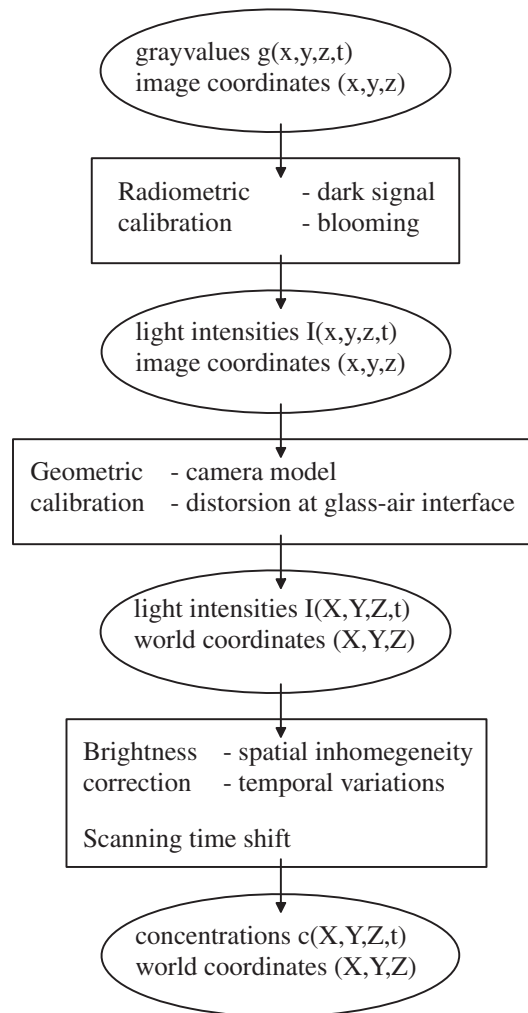 grayvalues g(x,y,z,t)
image coordinates (x,y,z)
Radiometric - dark signal
calibration - blooming
light intensities I(x,y,z,t)
image coordinates (x,y,z)
Geometric - camera model
calibration - distorsion at glass-air interface
light intensities I(X,Y,Z,t)
world coordinates (X,Y,Z)
Brightness - spatial inhomegeneity
correction - temporal variations
Scanning time shift
concentrations c(X,Y,Z,t)
world coordinates (X,Y,Z)